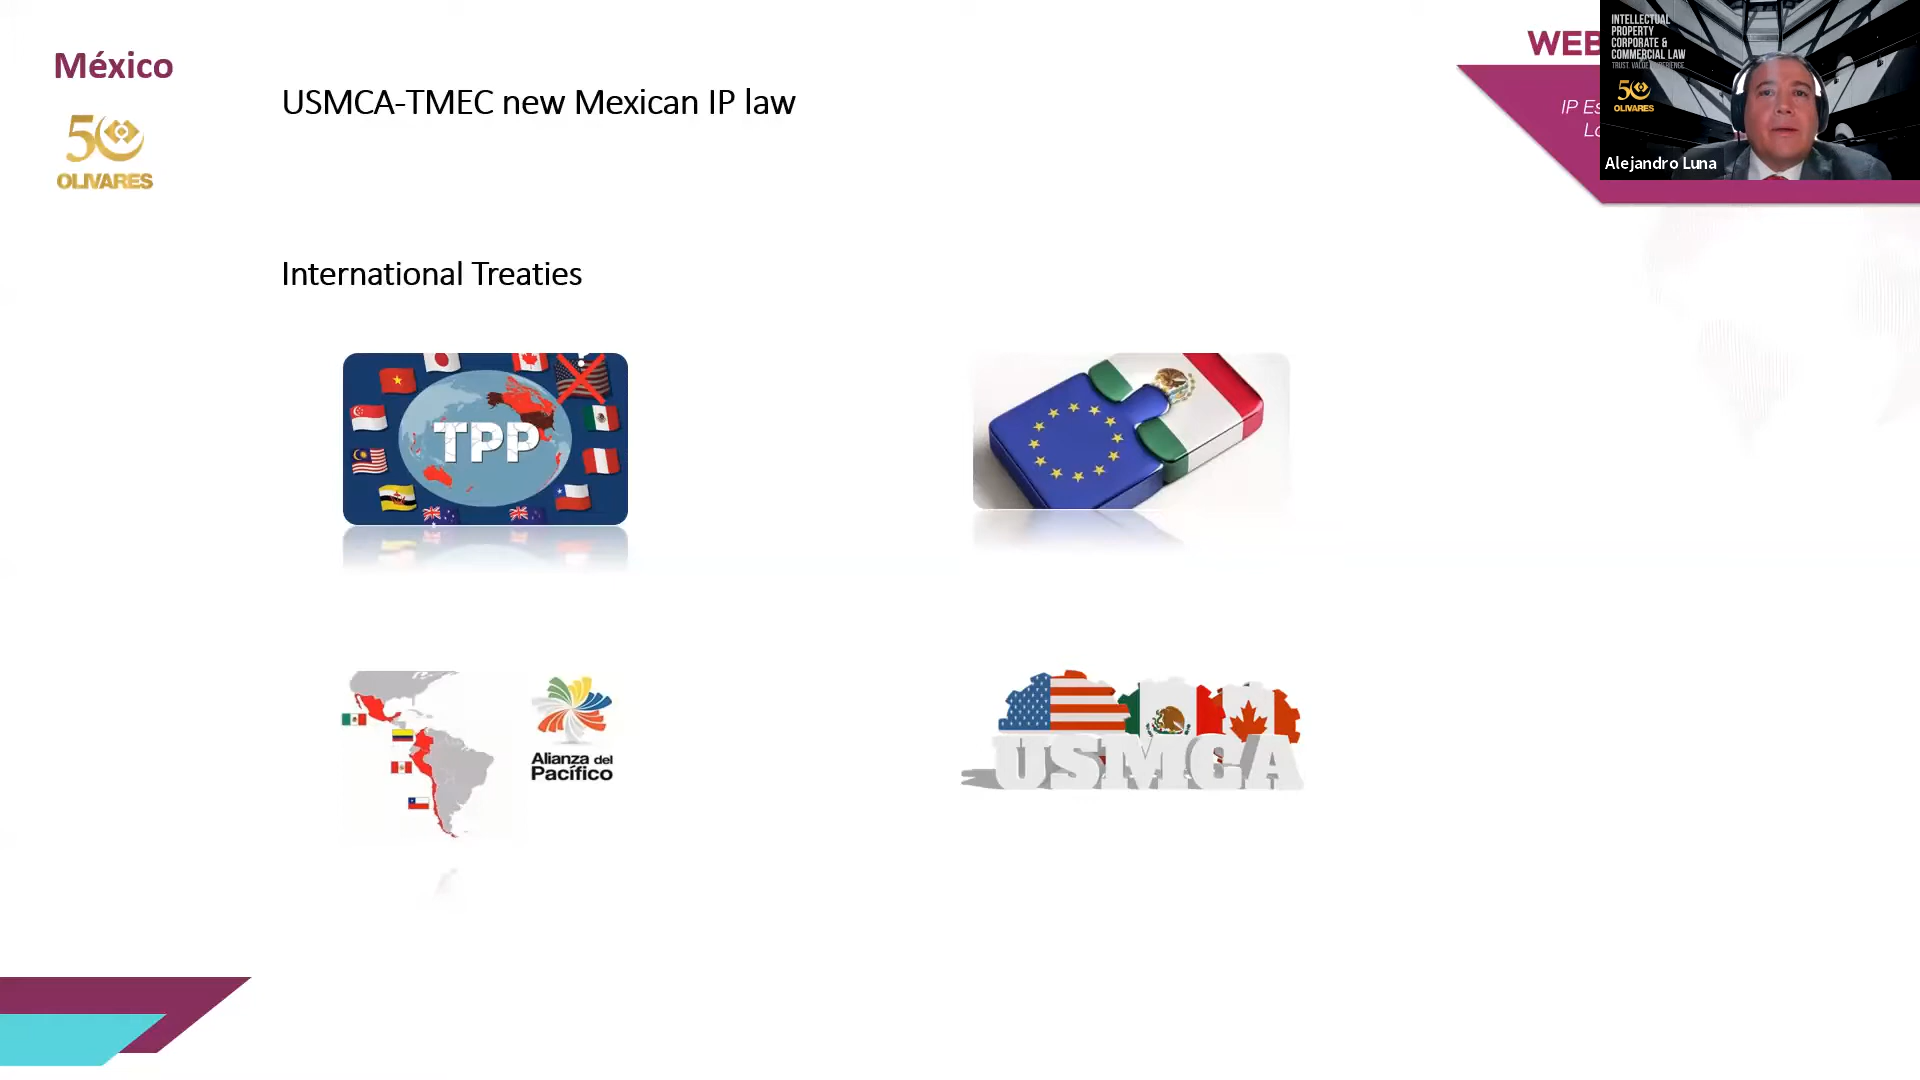 México
50
OLIVARES
USMCA-TMEC new Mexican IP law
WEB
IP Es
INTELLECTUAL
PROPERTY
CORPORATE &
COMMERCIAL LAW
50
OLIVARES
Alejandro Luna
International Treaties
TPP
Alianza del
Pacífico
USMCA